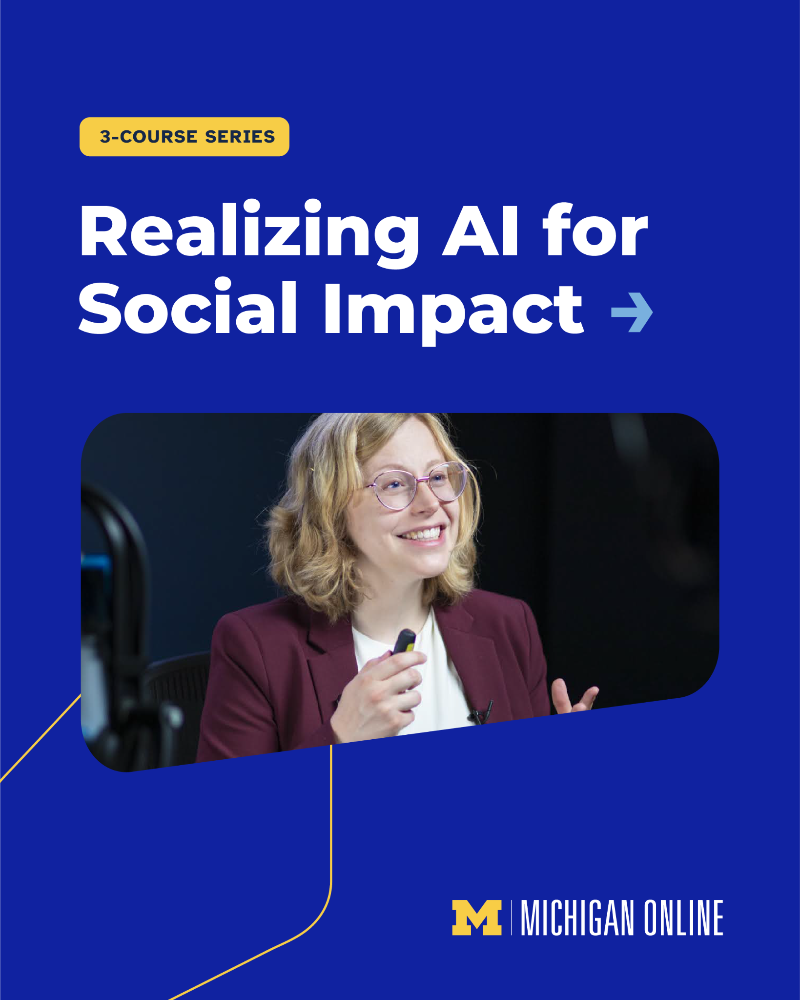 3-COURSE SERIES
Realizing AI for
Social Impact →
M | MICHIGAN ONLINE